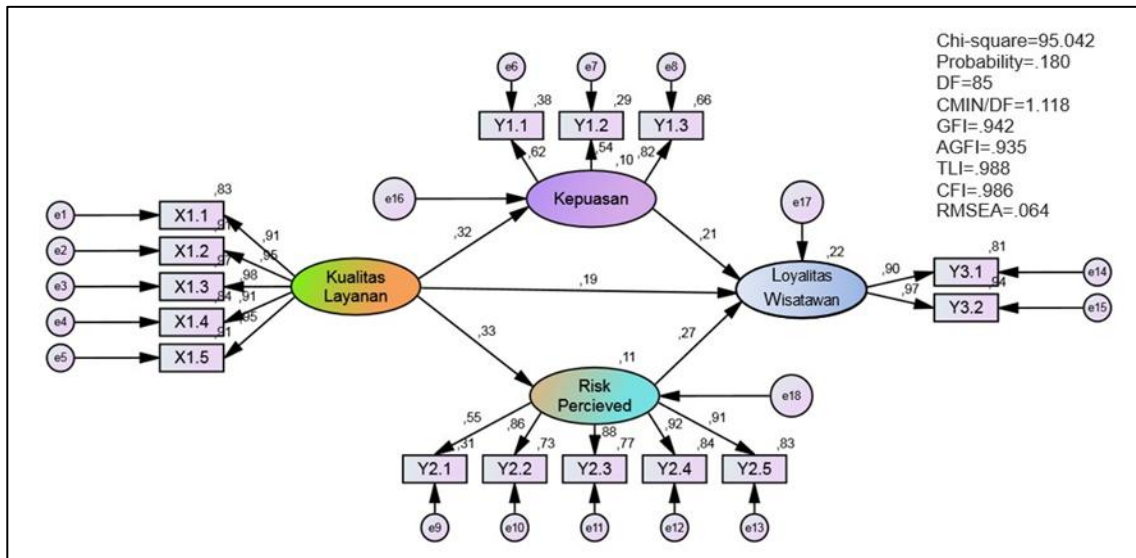 Chi-square=95.042
Probability=.180
DF=85
CMIN/DF=1.118
GFI=.942
AGFI=.935
TLI=.988
CFI=.986
RMSEA=.064
e6
e7
e8
,38
,29
,66
Y1.1
Y1.2
Y1.3
,62
,54
,10
,82
e16
Kepuasan
e17
,83
e1
X1.1
,91
,91
e2
X1.2
,95
,97
e3
X1.3
,98
,84
e4
X1.4
,91
,91
e5
X1.5
,95
Kualitas
Layanan
,32
,19
,33
,21
,27
,22
Loyalitas
Wisatawan
,90
,81
Y3.1
e14
,97
,94
Y3.2
e15
,11
Risk
Percieved
e18
,55
,86
,88
,92
,91
,31
,73
,77
,84
,83
Y2.1
Y2.2
Y2.3
Y2.4
Y2.5
e9
e10
e11
e12
e13